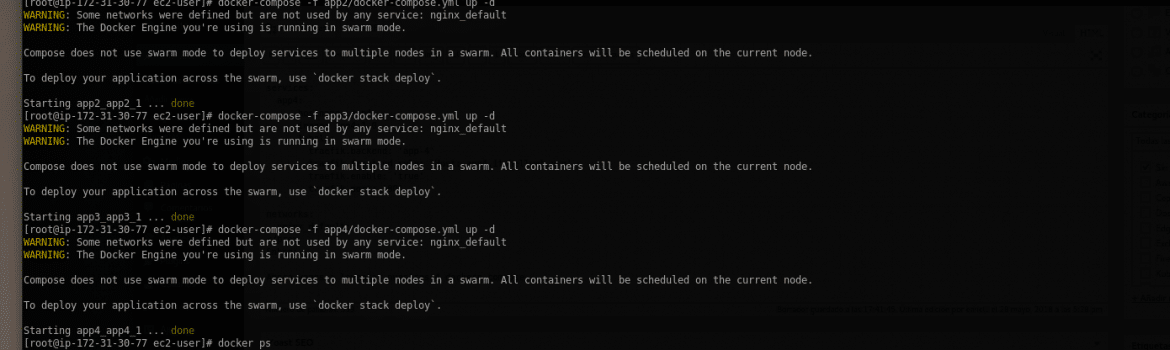 [root@ip-172-31-30-77 ec2-user]# docker-compose -f app2/docker-compose.yml up -d
WARNING: Some networks were defined but are not used by any service: nginx_default
WARNING: The Docker Engine you're using is running in swarm mode.
Compose does not use swarm mode to deploy services to multiple nodes in a swarm. All containers will be scheduled on the current node.
To deploy your application across the swarm, use `docker stack deploy`.
Starting app2_app2_1 ... done
[root@ip-172-31-30-77 ec2-user]# docker-compose -f app3/docker-compose.yml up -d
WARNING: Some networks were defined but are not used by any service: nginx_default
WARNING: The Docker Engine you're using is running in swarm mode.
Compose does not use swarm mode to deploy services to multiple nodes in a swarm. All containers will be scheduled on the current node.
To deploy your application across the swarm, use `docker stack deploy`.
Starting app3_app3_1 ... done
[root@ip-172-31-30-77 ec2-user]# docker-compose -f app4/docker-compose.yml up -d
WARNING: Some networks were defined but are not used by any service: nginx_default
WARNING: The Docker Engine you're using is running in swarm mode.
Compose does not use swarm mode to deploy services to multiple nodes in a swarm. All containers will be scheduled on the current node.
To deploy your application across the swarm, use `docker stack deploy`.
Starting app4_app4_1 ... done
[root@ip-172-31-30-77 ec2-user]# docker ps